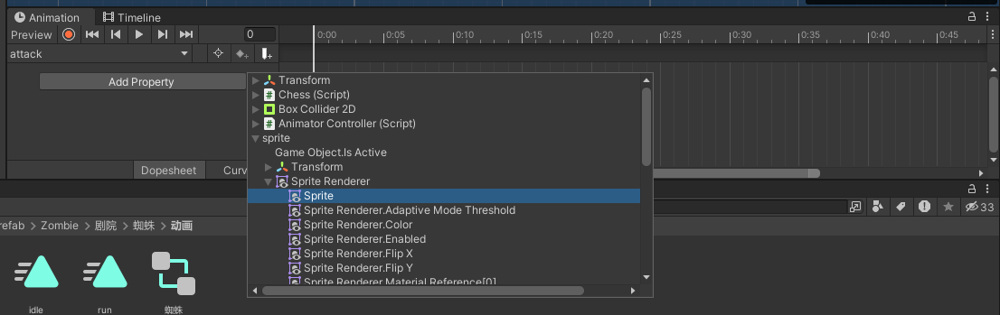 Animation Timeline
Preview 0 0:00 0:05 0:10 0:15 0:20 0:25 0:30 0:35 0:40 0:45
attack
Add Property
Transform
Chess (Script)
Box Collider 2D
Animator Controller (Script)
sprite
Game Object.Is Active
Transform
Sprite Renderer
Sprite
Sprite Renderer.Adaptive Mode Threshold
Sprite Renderer.Color
Sprite Renderer.Enabled
Sprite Renderer.Flip X
Sprite Renderer.Flip Y
Sprite Renderer.Material Reference[0]
Dopesheet Curv
33
refab > Zombie > 剧院 > 蜘蛛 > 动画
idle run 蜘蛛